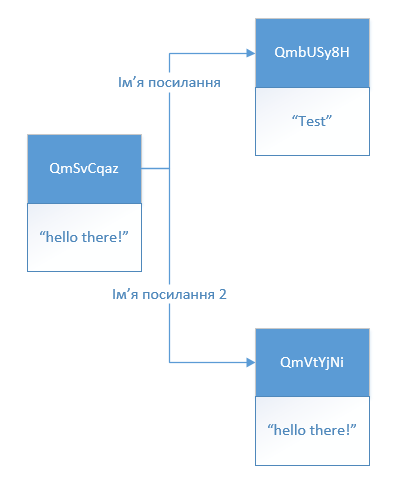 QmbUSy8H
Ім’я посилання
“Test”
QmSvCqaz
“hello there!”
Ім’я посилання 2
QmVtYjNi
“hello there!”